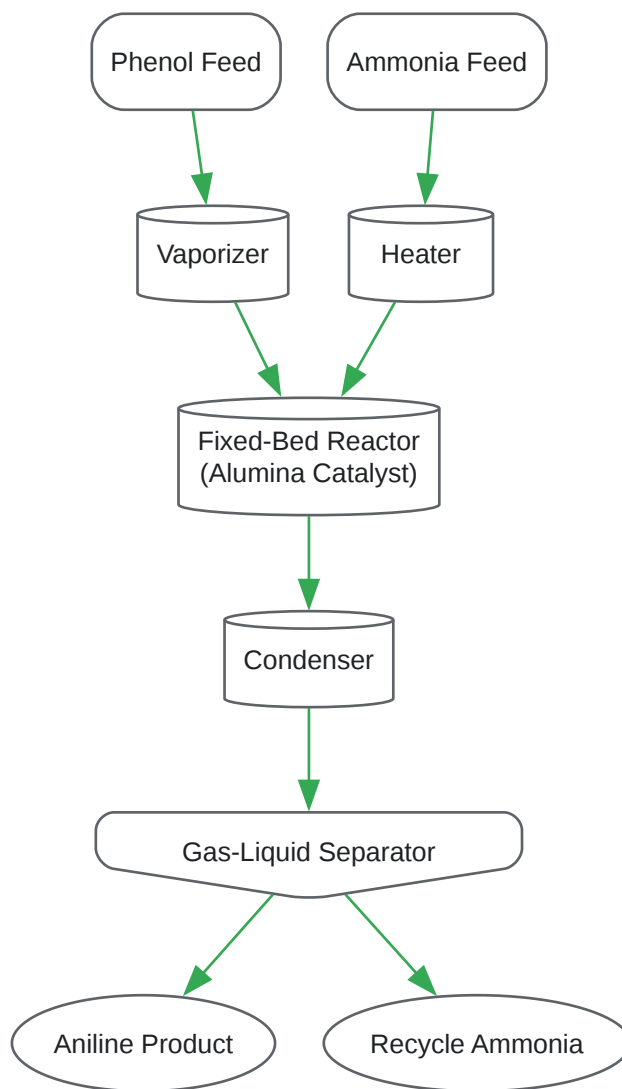 Phenol Feed
Ammonia Feed
Vaporizer
Heater
Fixed-Bed Reactor
(Alumina Catalyst)
Condenser
Gas-Liquid Separator
Aniline Product
Recycle Ammonia